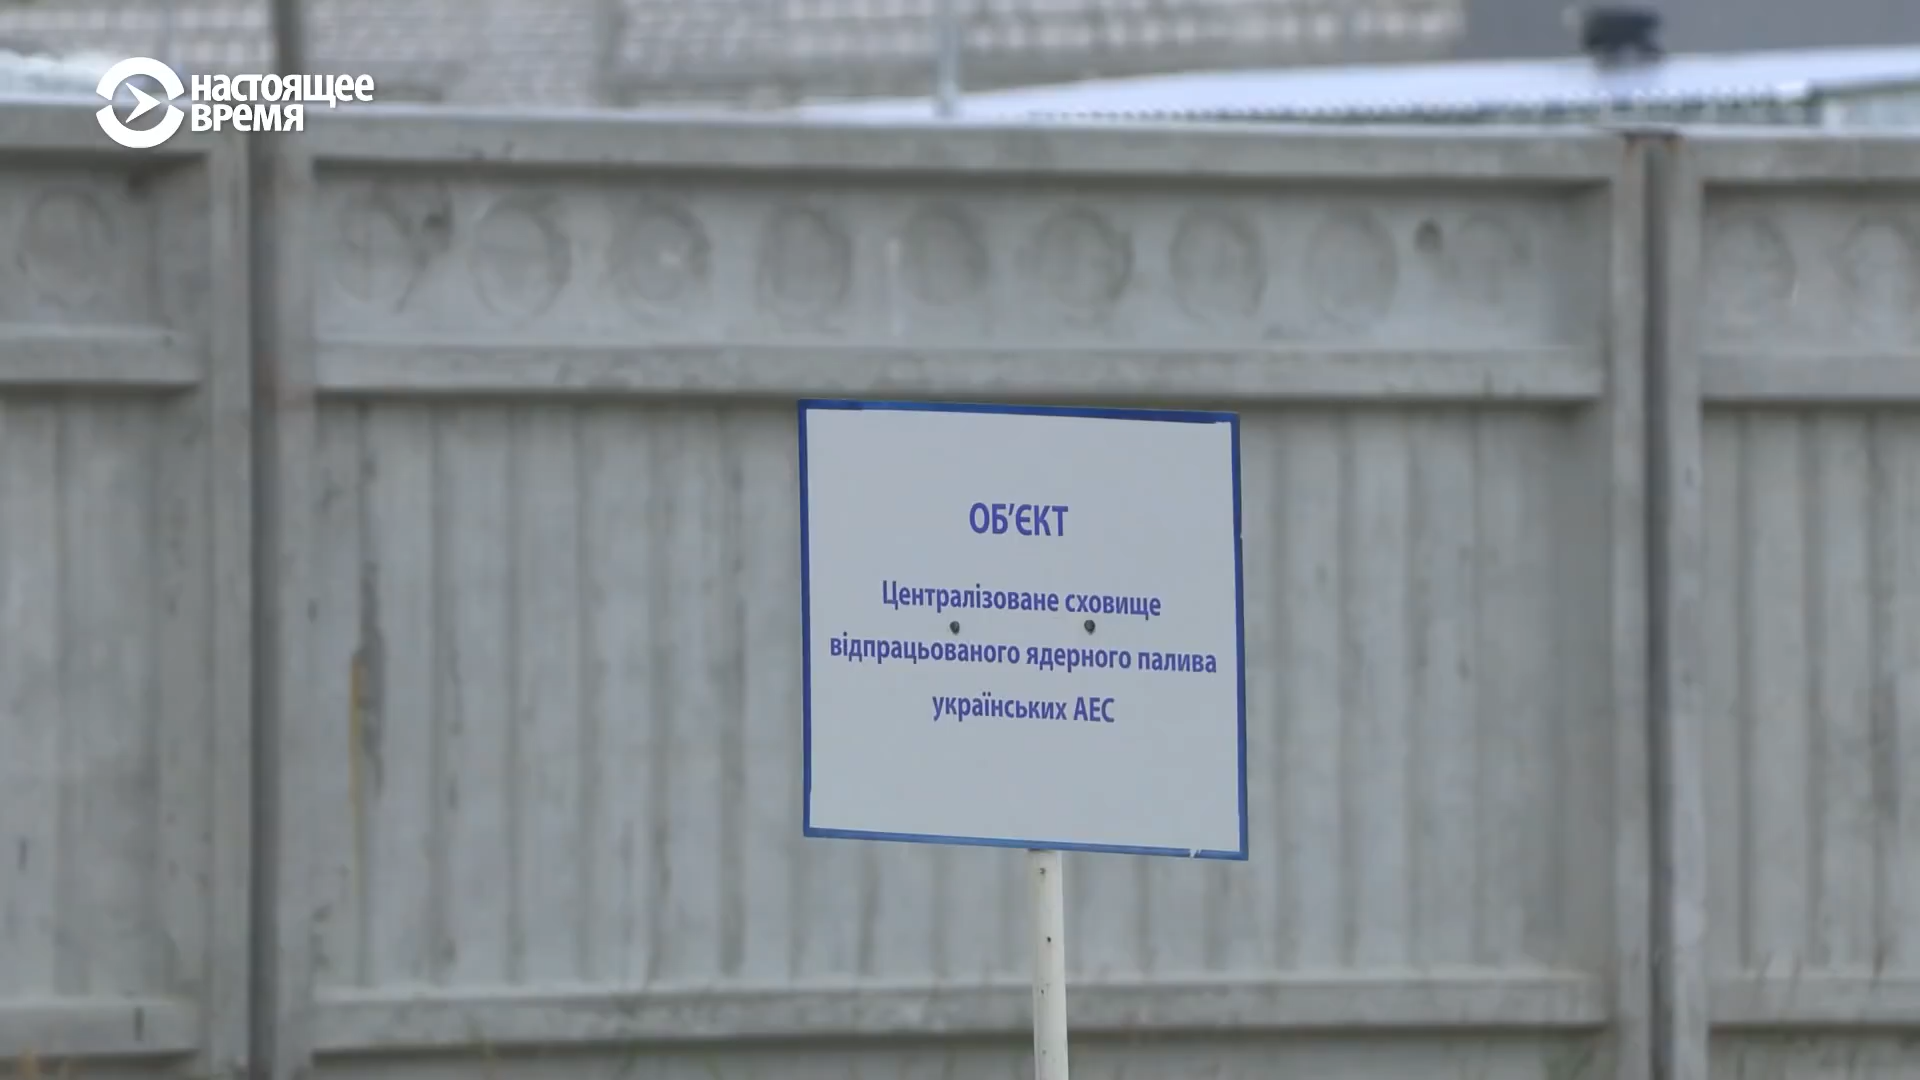 НАСТОЯЩЕЕ
ВРЕМЯ
ОБ’ЄКТ
Централізоване сховище
відпрацьованого ядерного палива
українських АЕС